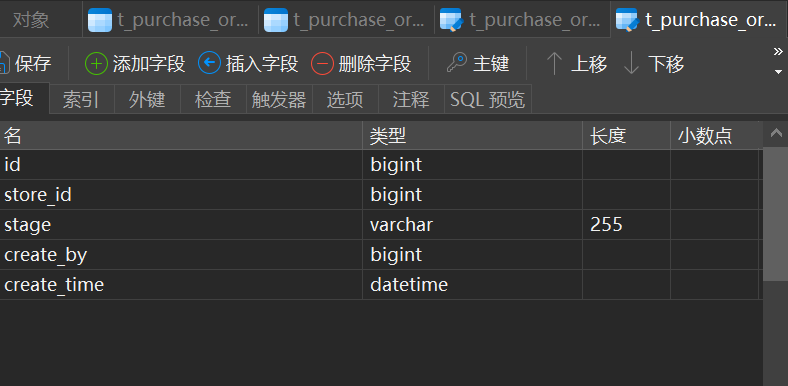 对象 t_purchase_or... t_purchase_or... t_purchase_or... t_purchase_or...
保存 添加字段 插入字段 删除字段 主键 上移 下移
字段 索引 外键 检查 触发器 选项 注释 SQL 预览
名 类型 长度 小数点
id bigint
store_id bigint
stage varchar 255
create_by bigint
create_time datetime